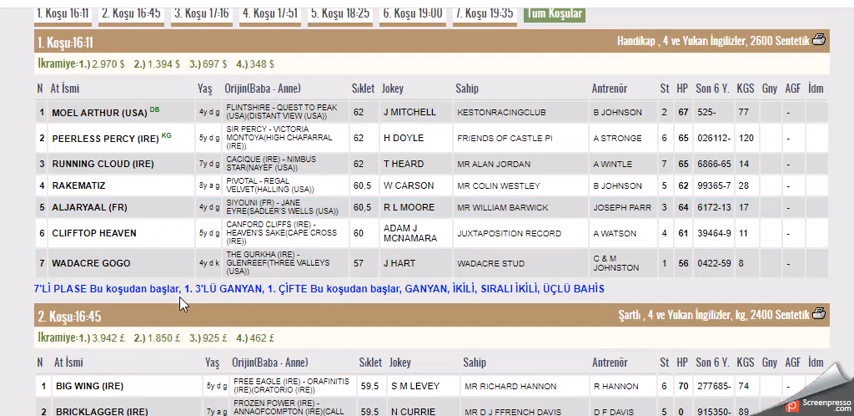 1. Koşu 16:11 2. Koşu 16:45 3. Koşu 17:16 4. Koşu 17:51 5. Koşu 18:25 6. Koşu 19:00 7. Koşu 19:35 Tüm Koşular
1. Koşu:16:11 Handikap , 4 ve Yukarı İngilizler, 2600 Sentetik
İkramiye:1.) 2.970 $ 2.) 1.394 $ 3.) 697 $ 4.) 348 $
N At İsmi Yaş Orijin(Baba - Anne) Sıklet Jokey Sahip Antrenör St HP Son 6 Y. KGS Gny AGF İdm
1 MOEL ARTHUR (USA) DB 4y d g FLINTSHIRE - QUEST TO PEAK (USA)(DISTANT VIEW (USA)) 62 J MITCHELL KESTONRACINGCLUB B JOHNSON 2 67 525- 77 -
2 PEERLESS PERCY (IRE) KG 5y d g SIR PERCY - VICTORIA MONTOYA(HIGH CHAPARRAL (IRE)) 62 H DOYLE FRIENDS OF CASTLE PI A STRONGE 6 65 026112- 120 -
3 RUNNING CLOUD (IRE) 7y d g CACIQUE (IRE) - NIMBUS STAR(NAYEF (USA)) 62 T HEARD MR ALAN JORDAN A WINTLE 7 65 6866-65 14 -
4 RAKEMATIZ 8y a g PIVOTAL - REGAL VELVET(HALLING (USA)) 60,5 W CARSON MR COLIN WESTLEY B JOHNSON 5 62 99365-7 28 -
5 ALJARYAAL (FR) 4y d g SIYOUNI (FR) - JANE EYRE(SADLER'S WELLS (USA)) 60,5 R L MOORE MR WILLIAM BARWICK JOSEPH PARR 3 64 6172-13 17 -
6 CLIFFTOP HEAVEN 5y d g CANFORD CLIFFS (IRE) - HEAVEN'S SAKE(CAPE CROSS (IRE)) 60 ADAM J MCNAMARA JUXTAPOSITION RECORD A WATSON 4 61 39464-9 11 -
7 WADACRE GOGO 4y d k THE GURKHA (IRE) - GLENREEF(THREE VALLEYS (USA)) 57 J HART WADACRE STUD C & M JOHNSTON 1 56 0422-59 8 -
7'Lİ PLASE Bu koşudan başlar, 1. 3'LÜ GANYAN, 1. ÇİFTE Bu koşudan başlar, GANYAN, İKİLİ, SIRALI İKİLİ, ÜÇLÜ BAHİS
2. Koşu:16:45 Şartlı , 4 ve Yukarı İngilizler, kg, 2400 Sentetik
İkramiye:1.) 3.942 £ 2.) 1.850 £ 3.) 925 £ 4.) 462 £
N At İsmi Yaş Orijin(Baba - Anne) Sıklet Jokey Sahip Antrenör St HP Son 6 Y. KGS Gny AGF İdm
1 BIG WING (IRE) 5y d g FREE EAGLE (IRE) - ORAFINITIS (IRE)(ORATORIO (IRE)) 59,5 S M LEVEY MR RICHARD HANNON R HANNON 6 70 277685- 74 -
2 BRICKLAGGER (IRE) 7y a g FROZEN POWER (IRE) - ANNAOFCOMPTON (IRE)(CALL 59,5 N CURRIE MR D J FFRENCH DAVIS D F DAVIS 5 0 915350- 89
Screenpresso.com